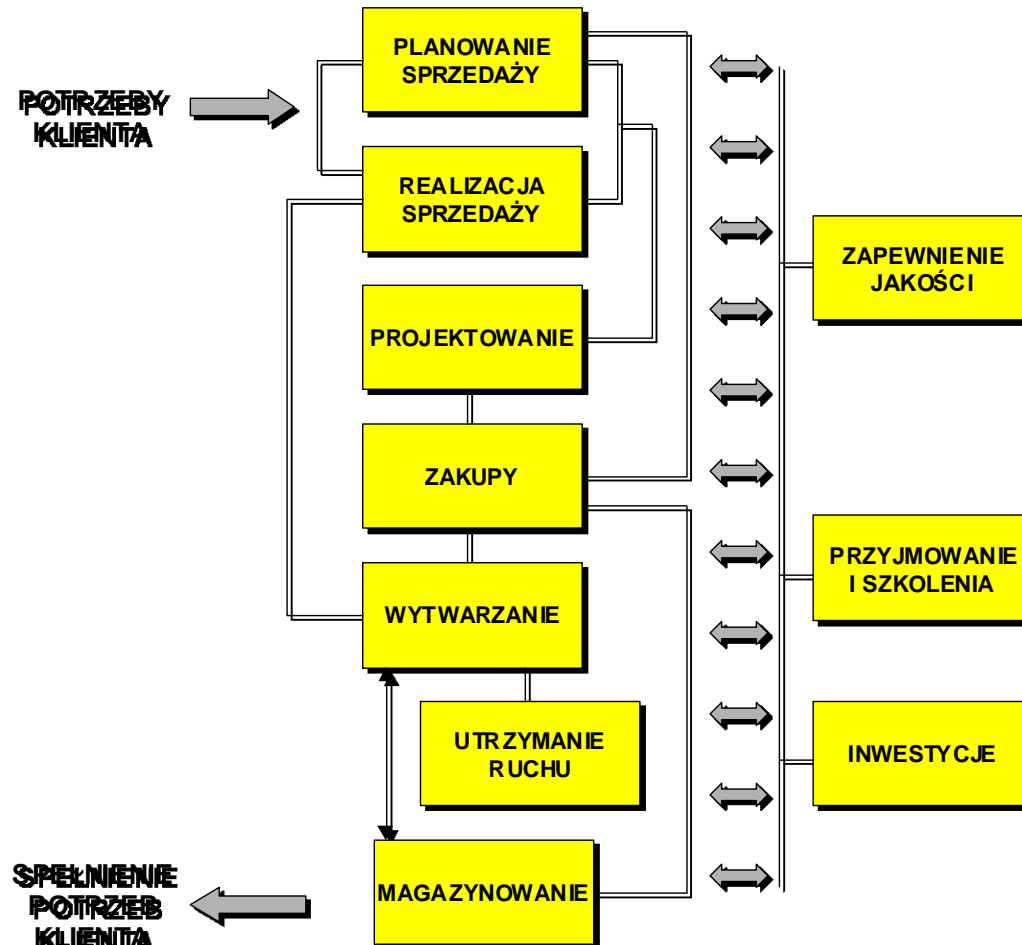 PLANOWANIE
SPRZEDAŻY
POTRZEBY
KLIENTA
REALIZACJA
SPRZEDAŻY
ZAPEWNIENIE
JAKOŚCI
PROJEKTOWANIE
ZAKUPY
PRZYJMOWANIE
I SZKOLENIA
WYTWARZANIE
UTRZYMANIE
RUCHU
INWESTYCJE
SPEŁNIENIE
POTRZEB
KLIENTA
MAGAZYNOWANIE